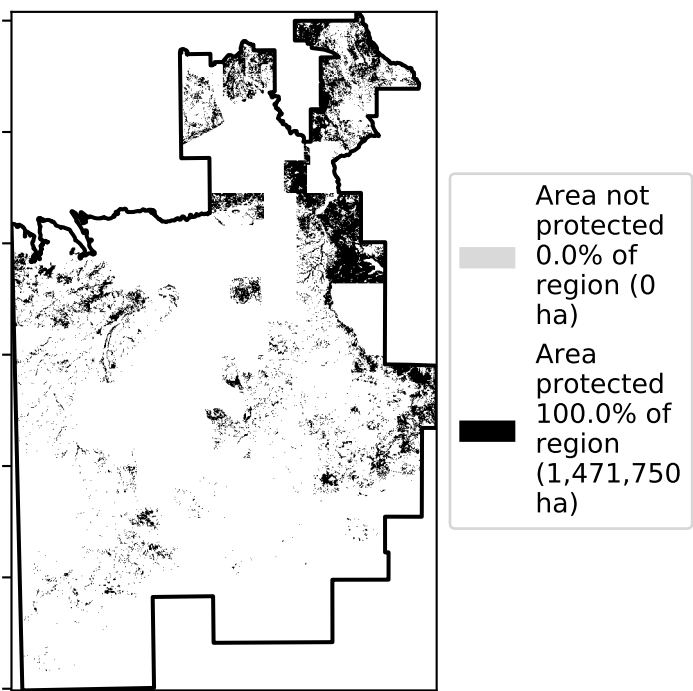 Area not
protected
0.0% of
region (0
ha)
Area
protected
100.0% of
region
(1,471,750
ha)